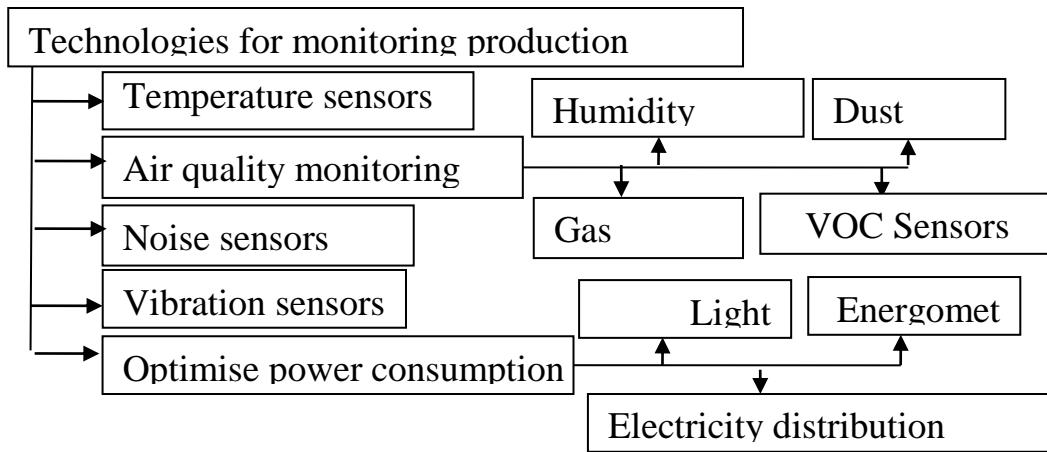 Technologies for monitoring production
Temperature sensors
Humidity
Dust
Air quality monitoring
Gas
VOC Sensors
Noise sensors
Vibration sensors
Light
Energomet
Optimise power consumption
Electricity distribution